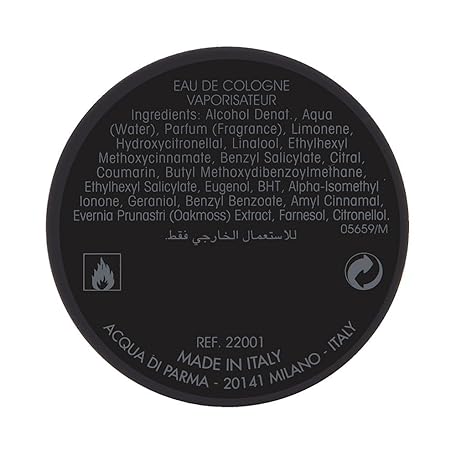 EAU DE COLOGNE
VAPORISATEUR
Ingredients: Alcohol Denat., Aqua
(Water), Parfum (Fragrance), Limonene,
Hydroxycitronellal, Linalool, Ethylhexyl
Methoxycinnamate, Benzyl Salicylate, Citral,
Coumarin, Butyl Methoxydibenzoylmethane,
Ethylhexyl Salicylate, Eugenol, BHT, Alpha-Isomethyl
Ionone, Geraniol, Benzyl Benzoate, Amyl Cinnamal,
Evernia Prunastri (Oakmoss) Extract, Farnesol, Citronellol.
05659/M
للاستعمال الخارجي فقط.
REF. 22001
MADE IN ITALY
ACQUA DI PARMA - 20141 MILANO - ITALY